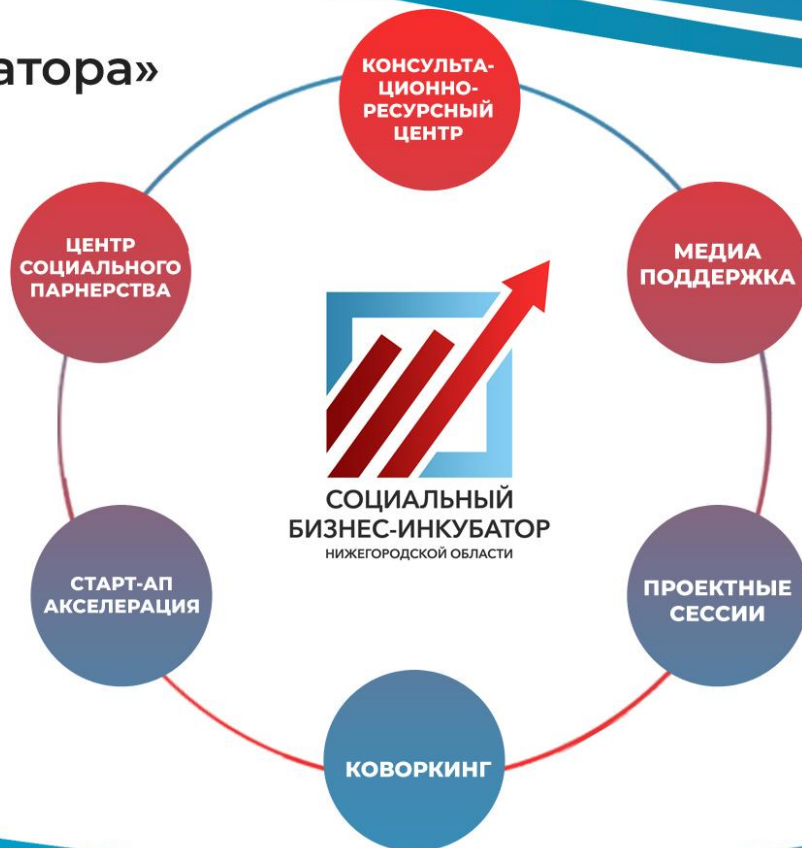 атора»
КОНСУЛЬТА-
ЦИОННО-
РЕСУРСНЫЙ
ЦЕНТР
ЦЕНТР
СОЦИАЛЬНОГО
ПАРНЕРСТВА
МЕДИА
ПОДДЕРЖКА
СОЦИАЛЬНЫЙ
БИЗНЕС-ИНКУБАТОР
НИЖЕГОРОДСКОЙ ОБЛАСТИ
СТАРТ-АП
АКСЕЛЕРАЦИЯ
ПРОЕКТНЫЕ
СЕССИИ
КОВОРКИНГ